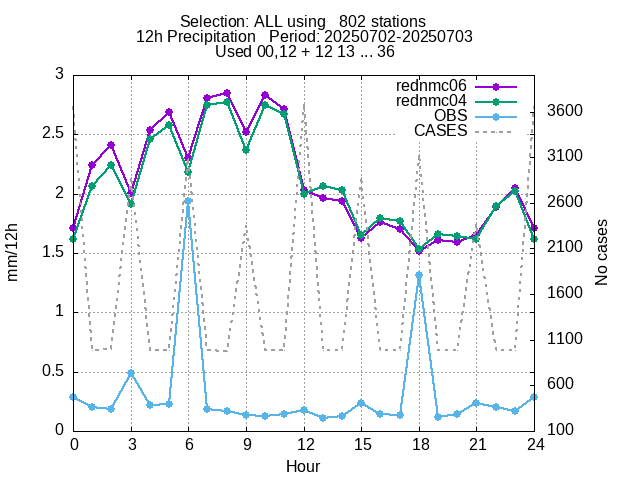 Selection: ALL using   802 stations
12h Precipitation   Period: 20250702-20250703
Used 00,12 + 12 13 ... 36
rednmc06
rednmc04
OBS
CASES
mm/12h
3
2.5
2
1.5
1
0.5
0
3600
3100
2600
2100
1600
1100
600
100
No cases
0 3 6 9 12 15 18 21 24
Hour